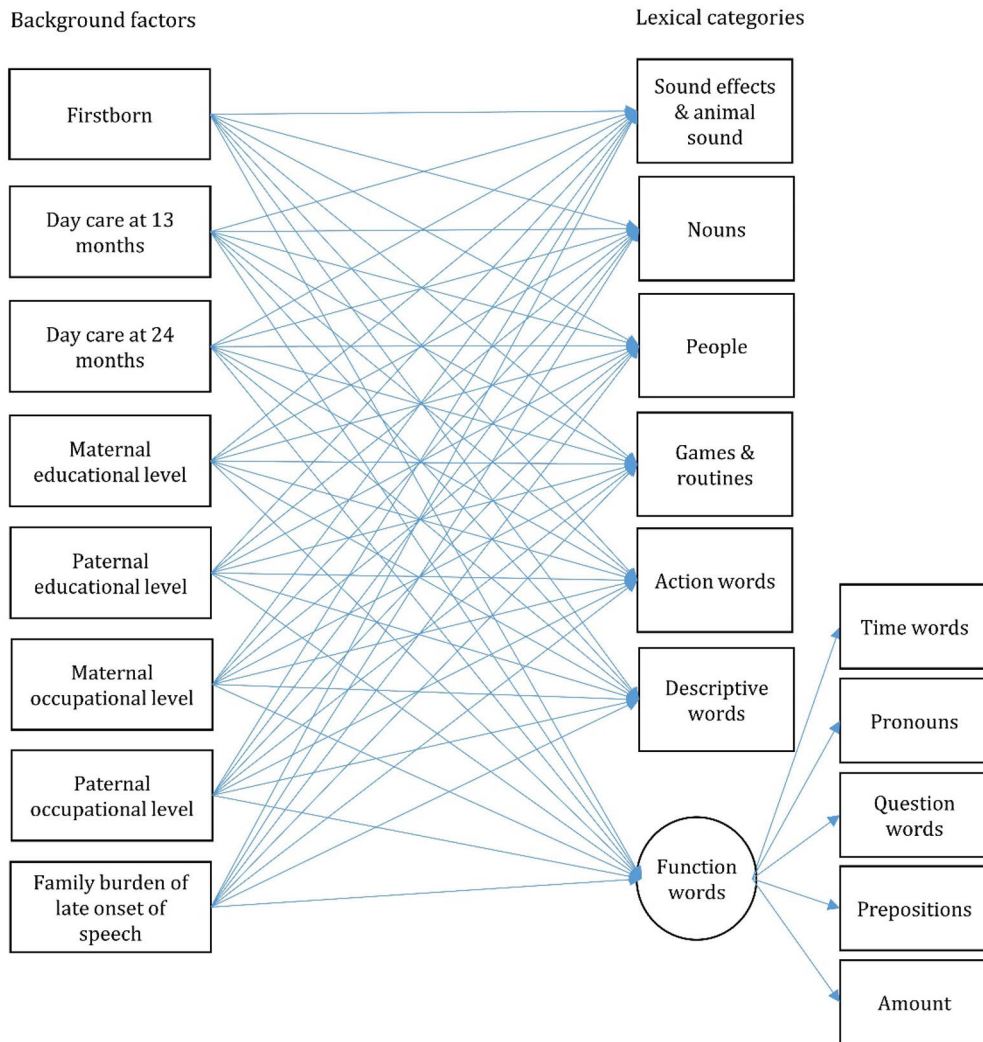 Background factors
Lexical categories
Firstborn
Day care at 13
months
Day care at 24
months
Maternal
educational level
Paternal
educational level
Maternal
occupational level
Paternal
occupational level
Family burden of
late onset of
speech
Sound effects
& animal
sound
Nouns
People
Games &
routines
Action words
Descriptive
words
Function
words
Time words
Pronouns
Question
words
Prepositions
Amount